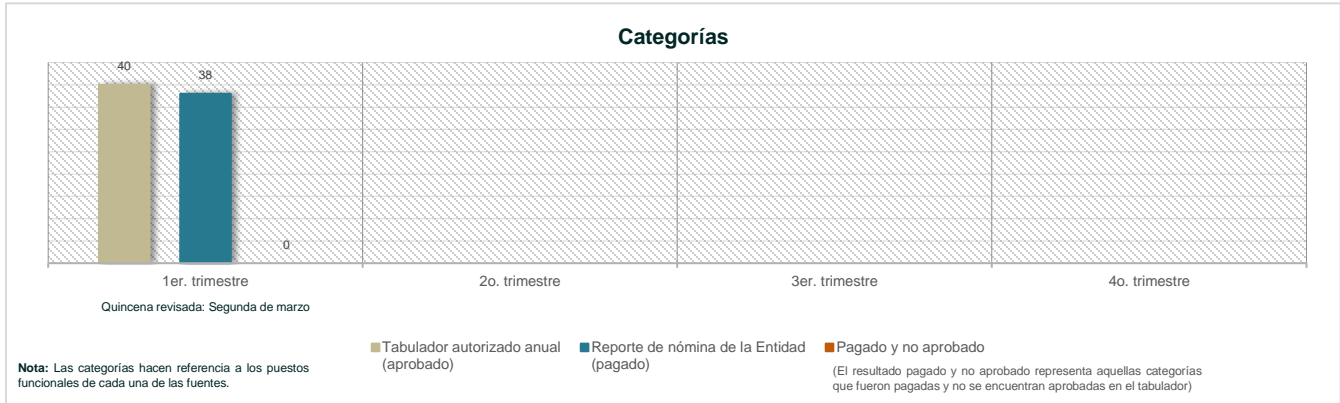 Categorías
40
38
0
1er. trimestre
2o. trimestre
3er. trimestre
4o. trimestre
Quincena revisada: Segunda de marzo
Tabulador autorizado anual
(aprobado)
Reporte de nómina de la Entidad
(pagado)
Pagado y no aprobado
(El resultado pagado y no aprobado representa aquellas categorías
que fueron pagadas y no se encuentran aprobadas en el tabulador)
Nota: Las categorías hacen referencia a los puestos
funcionales de cada una de las fuentes.